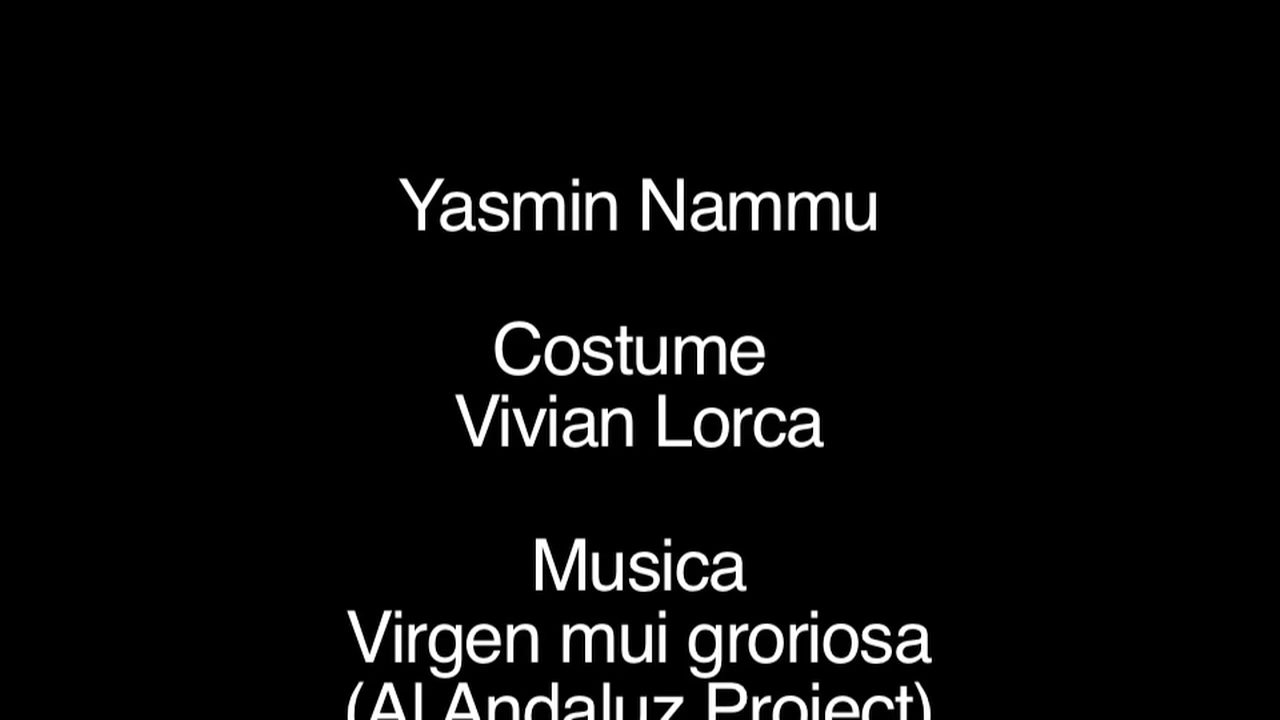 Yasmin Nammu
Costume
Vivian Lorca
Musica
Virgen mui groriosa
(Al Andaluz Project)